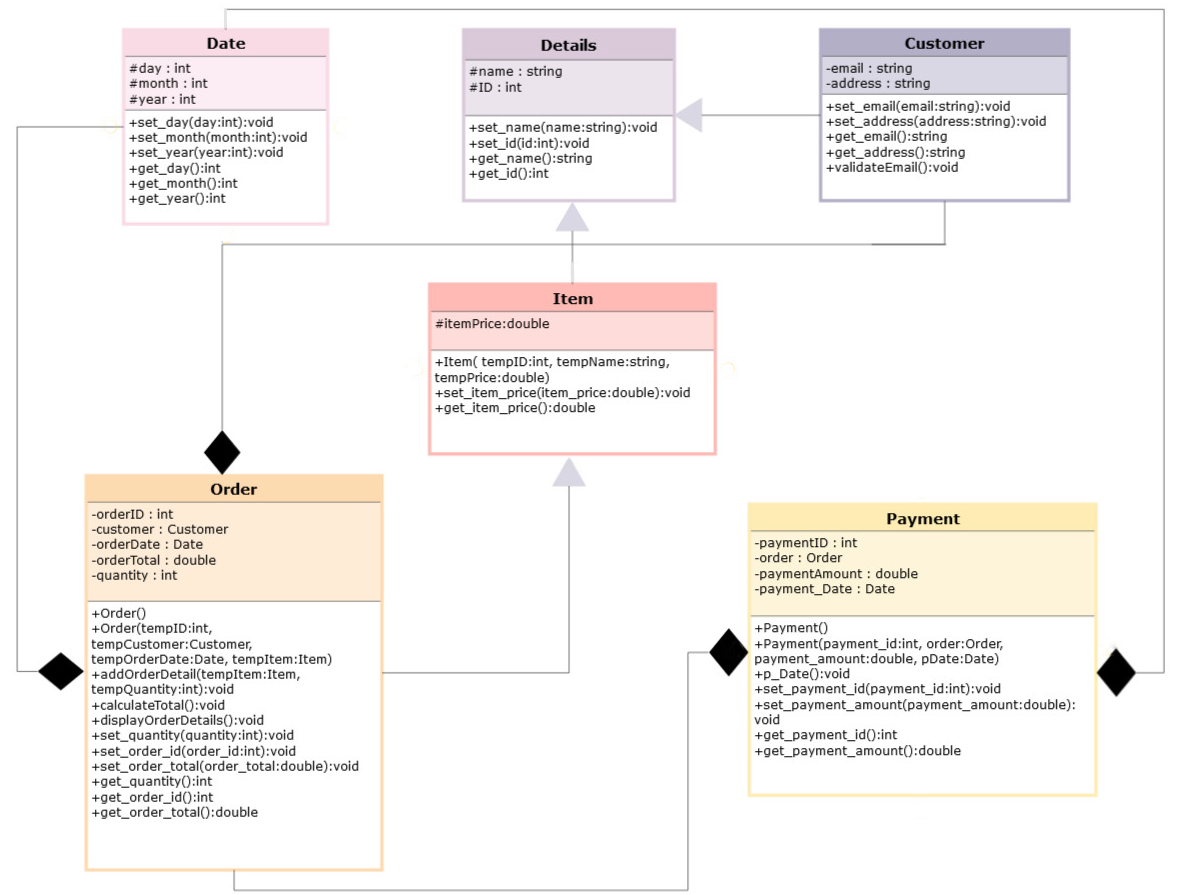 Date
#day : int
#month : int
#year : int
+set_day(day:int):void
+set_month(month:int):void
+set_year(year:int):void
+get_day():int
+get_month():int
+get_year():int
Details
#name : string
#ID : int
+set_name(name:string):void
+set_id(id:int):void
+get_name():string
+get_id():int
Customer
-email : string
-address : string
+set_email(email:string):void
+set_address(address:string):void
+get_email():string
+get_address():string
+validateEmail():void
Item
#itemPrice:double
+Item( tempID:int, tempName:string,
tempPrice:double)
+set_item_price(item_price:double):void
+get_item_price():double
Order
-orderID : int
-customer : Customer
-orderDate : Date
-orderTotal : double
-quantity : int
+Order()
+Order(tempID:int,
tempCustomer:Customer,
tempOrderDate:Date, tempItem:Item)
+addOrderDetail(tempItem:Item,
tempQuantity:int):void
+calculateTotal():void
+displayOrderDetails():void
+set_quantity(quantity:int):void
+set_order_id(order_id:int):void
+set_order_total(order_total:double):void
+get_quantity():int
+get_order_id():int
+get_order_total():double
Payment
-paymentID : int
-order : Order
-paymentAmount : double
-payment_Date : Date
+Payment()
+Payment(payment_id:int, order:Order,
payment_amount:double, pDate:Date)
+p_Date():void
+set_payment_id(payment_id:int):void
+set_payment_amount(payment_amount:double):
void
+get_payment_id():int
+get_payment_amount():double